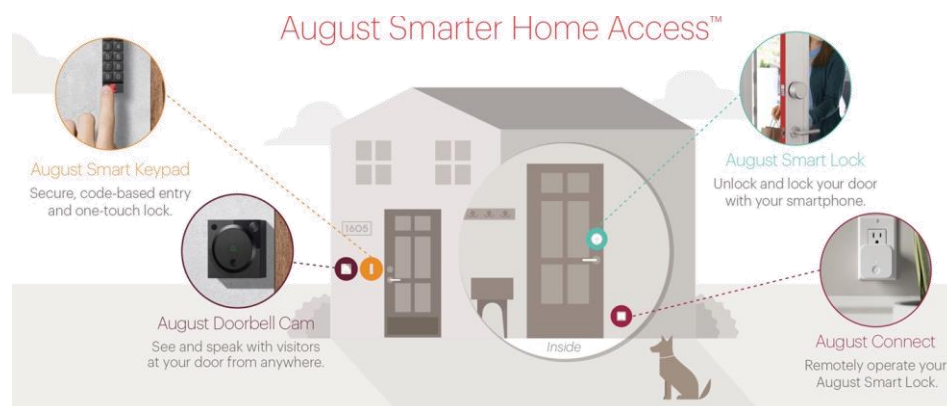 August Smarter Home Access™
August Smart Keypad
Secure, code-based entry
and one-touch lock.
August Smart Lock
Unlock and lock your door
with your smartphone.
1605
August Doorbell Cam
See and speak with visitors
at your door from anywhere.
Inside
August Connect
Remotely operate your
August Smart Lock.